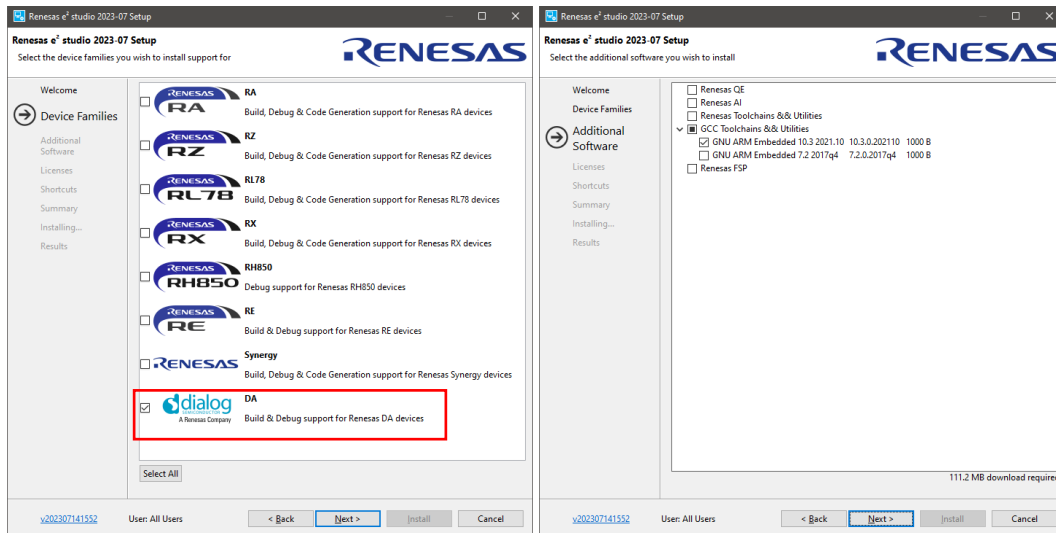 Renesas e² studio 2023-07 Setup
Renesas e² studio 2023-07 Setup
Select the device families you wish to install support for
RENESAS
Welcome
Device Families
Additional
Software
Licenses
Shortcuts
Summary
Installing...
Results
RENESAS
RA
RA
Build, Debug & Code Generation support for Renesas RA devices
RENESAS
RZ
RZ
Build, Debug & Code Generation support for Renesas RZ devices
RENESAS
RL78
RL78
Build, Debug & Code Generation support for Renesas RL78 devices
RENESAS
RX
RX
Build, Debug & Code Generation support for Renesas RX devices
RENESAS
RH850
RH850
Debug support for Renesas RH850 devices
RENESAS
RE
RE
Build & Debug support for Renesas RE devices
RENESAS
Synergy
Build, Debug & Code Generation support for Renesas Synergy devices
dialog
SEMICONDUCTOR
A Renesas Company
DA
Build & Debug support for Renesas DA devices
Select All
v202307141552
User: All Users
< Back
Next >
Install
Cancel
Renesas e² studio 2023-07 Setup
Renesas e² studio 2023-07 Setup
Select the additional software you wish to install
RENESAS
Welcome
Device Families
Additional
Software
Licenses
Shortcuts
Summary
Installing...
Results
Renesas QE
Renesas AI
Renesas Toolchains && Utilities
GCC Toolchains && Utilities
GNU ARM Embedded 10.3 2021.10 10.3.0.202110 1000 B
GNU ARM Embedded 7.2 2017q4 7.2.0.2017q4 1000 B
Renesas FSP
111.2 MB download required
v202307141552
User: All Users
< Back
Next >
Install
Cancel